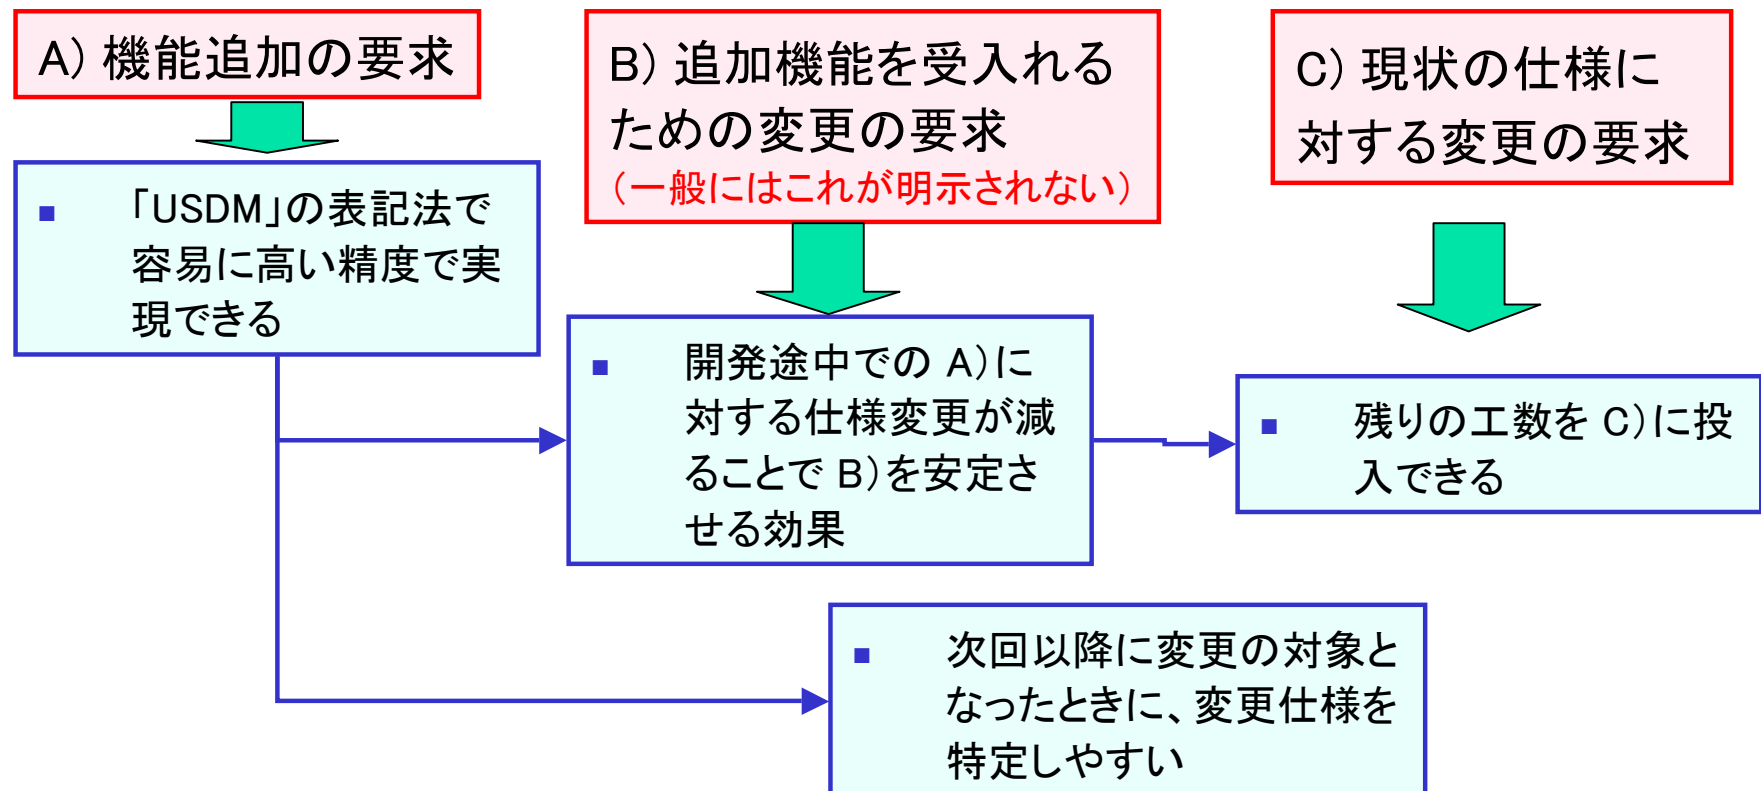 A) 機能追加の要求
B) 追加機能を受入れる
ための変更の要求
(一般にはこれが明示されない)
C) 現状の仕様に
対する変更の要求
■ 「USDM」の表記法で
容易に高い精度で実
現できる
■ 開発途中での A)に
対する仕様変更が減
ることで B)を安定さ
せる効果
■ 残りの工数を C)に投
入できる
■ 次回以降に変更の対象と
なったときに、変更仕様を
特定しやすい